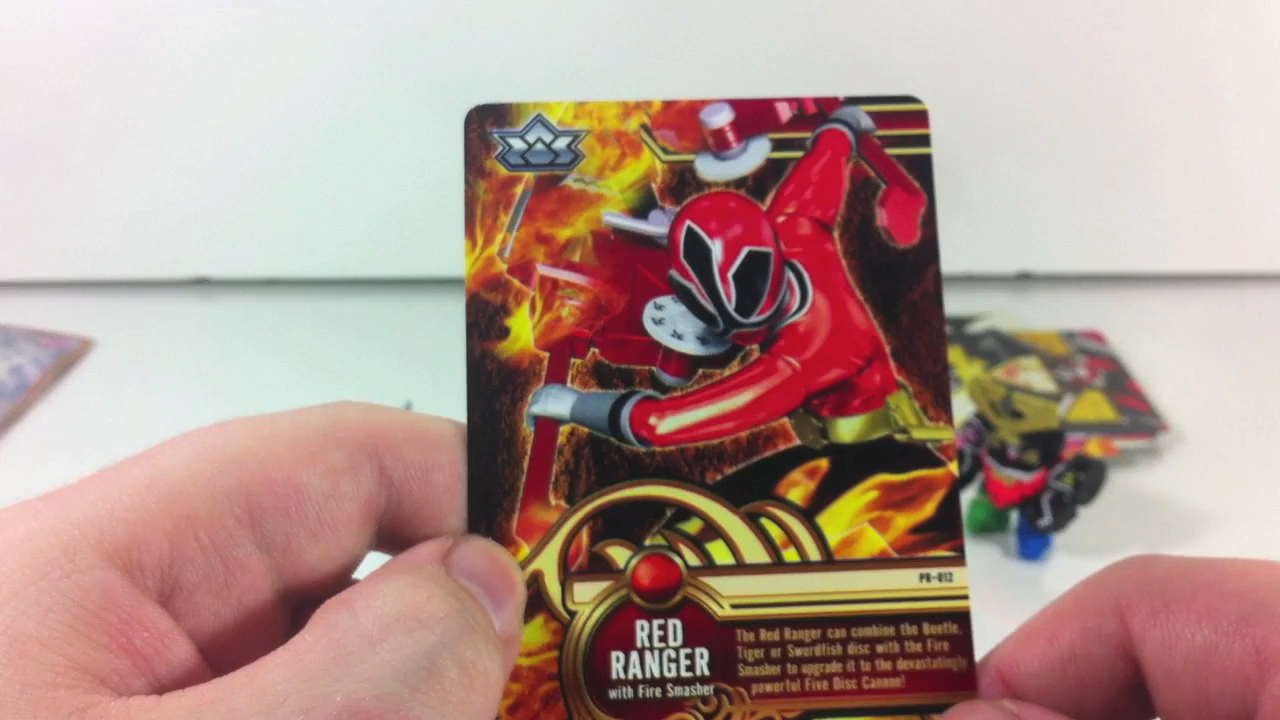 PR-012
RED
RANGER
with Fire Smasher
The Red Ranger can combine the Beetle,
Tiger or Swordfish disc with the Fire
Smasher to upgrade it to the devastatingly
powerful Five Disc Cannon!